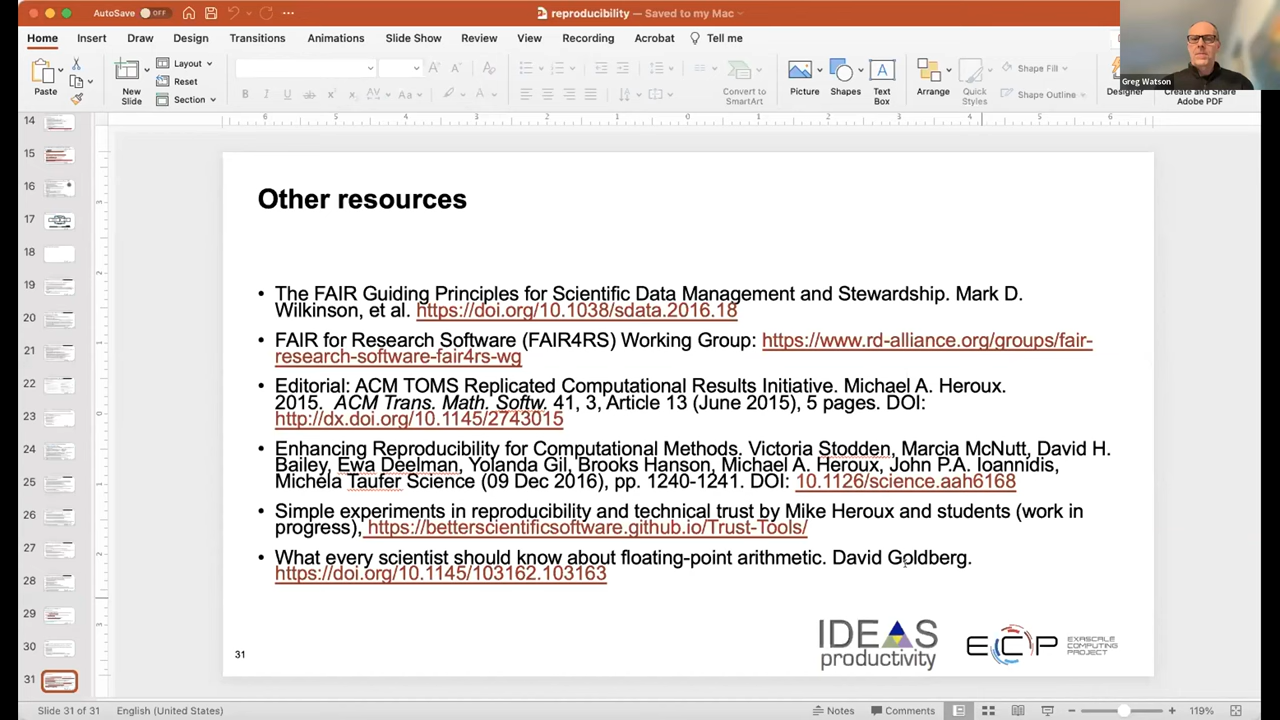 AutoSave OFF
reproducibility — Saved to my Mac
Home Insert Draw Design Transitions Animations Slide Show Review View Recording Acrobat Tell me
Paste
New Slide
Layout
Reset
Section
Convert to SmartArt
Picture
Shapes
Text Box
Arrange
Quick Styles
Shape Fill
Shape Outline
Designer
Create and Share Adobe PDF
Greg Watson
14
15
16
17
18
19
20
21
22
23
24
25
26
27
28
29
30
31
Other resources
• The FAIR Guiding Principles for Scientific Data Management and Stewardship. Mark D.
Wilkinson, et al. https://doi.org/10.1038/sdata.2016.18
• FAIR for Research Software (FAIR4RS) Working Group: https://www.rd-alliance.org/groups/fair-
research-software-fair4rs-wg
• Editorial: ACM TOMS Replicated Computational Results Initiative. Michael A. Heroux.
2015. ACM Trans. Math. Softw. 41, 3, Article 13 (June 2015), 5 pages. DOI:
http://dx.doi.org/10.1145/2743015
• Enhancing Reproducibility for Computational Methods. Victoria Stodden, Marcia McNutt, David H.
Bailey, Ewa Deelman, Yolanda Gil, Brooks Hanson, Michael A. Heroux, John P.A. Ioannidis,
Michela Taufer Science (09 Dec 2016), pp. 1240-1241. DOI: 10.1126/science.aah6168
• Simple experiments in reproducibility and technical trust by Mike Heroux and students (work in
progress), https://betterscientificsoftware.github.io/Trust-Tools/
• What every scientist should know about floating-point arithmetic. David Goldberg.
https://doi.org/10.1145/103162.103163
31
IDEAS
productivity
ECP
EXASCALE
COMPUTING
PROJECT
Slide 31 of 31 English (United States) Notes Comments 119%